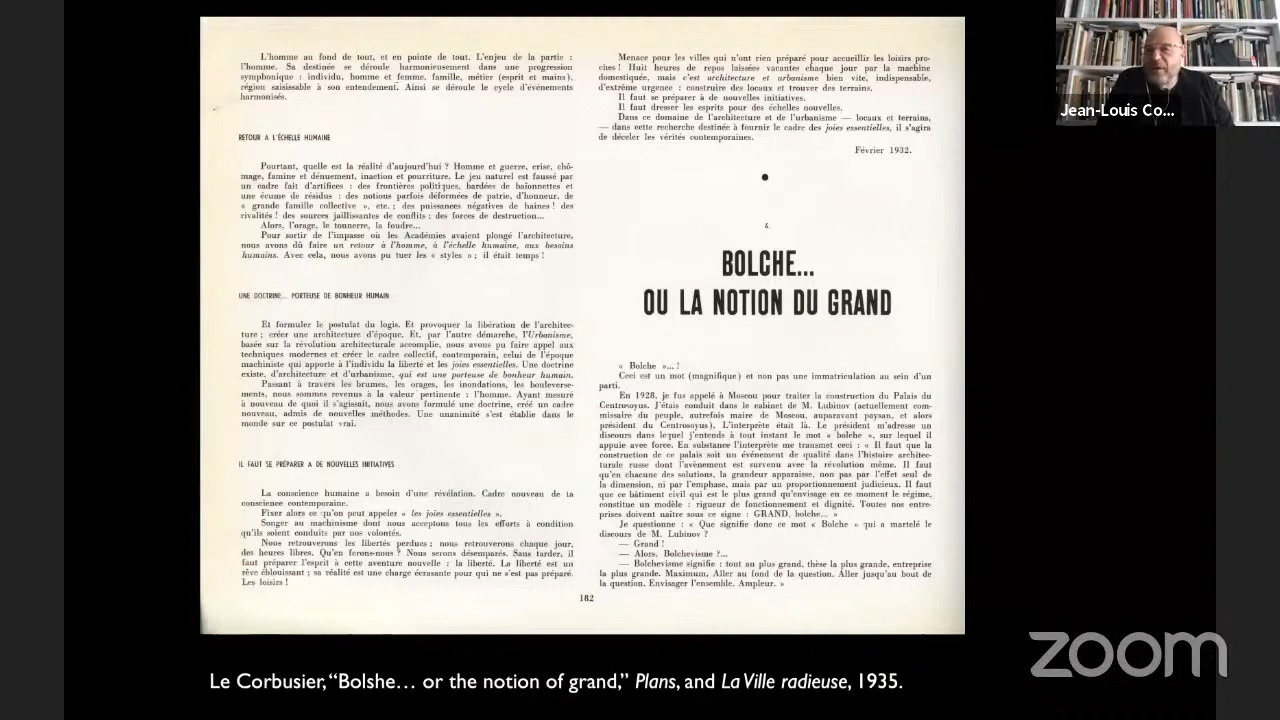 L'homme au fond de tout, et en pointe de tout. L'enjeu de la partie :
l'homme. Sa destinée se déroule harmonieusement dans une progression
symphonique : individu, homme et femme, famille, métier (esprit et mains),
région saisissable à son entendement. Ainsi se déroule le cycle d'événements
harmonisés.
RETOUR A L'ÉCHELLE HUMAINE
Pourtant, quelle est la réalité d'aujourd'hui ? Homme et guerre, crise, chô-
mage, famine et dénuement, inaction et pourriture. Le jeu naturel est faussé par
un cadre fait d'artifices : des frontières politiques, bardées de baïonnettes et
une écume de résidus : des notions parfois déformées de patrie, d'honneur, de
« grande famille collective », etc. ; des puissances négatives de haines ! des
rivalités ! des sources jaillissantes de conflits ; des forces de destruction...
Alors, l'orage, le tonnerre, la foudre...
Pour sortir de l'impasse où les Académies avaient plongé l'architecture,
nous avons dû faire un retour à l'homme, à l'échelle humaine, aux besoins
humains. Avec cela, nous avons pu tuer les « styles » ; il était temps !
UNE DOCTRINE... PORTEUSE DE BONHEUR HUMAIN
Et formuler le postulat du logis. Et provoquer la libération de l'architec-
ture ; créer une architecture d'époque. Et, par l'autre démarche, l'Urbanisme,
basée sur la révolution architecturale accomplie, nous avons pu faire appel aux
techniques modernes et créer le cadre collectif, contemporain, celui de l'époque
machiniste qui apporte à l'individu la liberté et les joies essentielles. Une doctrine
existe, d'architecture et d'urbanisme, qui est une porteuse de bonheur humain.
Passant à travers les brumes, les orages, les inondations, les bouleverse-
ments, nous sommes revenus à la valeur pertinente : l'homme. Ayant mesuré
à nouveau de quoi il s'agissait, nous avons formulé une doctrine, créé un cadre
nouveau, admis de nouvelles méthodes. Une unanimité s'est établie dans le
monde sur ce postulat vrai.
IL FAUT SE PRÉPARER A DE NOUVELLES INITIATIVES
La conscience humaine a besoin d'une révélation. Cadre nouveau de la
conscience contemporaine.
Fixer alors ce qu'on peut appeler « les joies essentielles ».
Songer au machinisme dont nous acceptons tous les efforts à condition
qu'ils soient conduits par nos volontés.
Nous retrouverons les libertés perdues ; nous retrouverons chaque jour,
des heures libres. Qu'en ferons-nous ? Nous serons désemparés. Sans tarder, il
faut préparer l'esprit à cette aventure nouvelle : la liberté. La liberté est un
rêve éblouissant ; sa réalité est une charge écrasante pour qui ne s'est pas préparé.
Les loisirs !
Menace pour les villes qui n'ont rien préparé pour accueillir les loisirs pro-
ches ! Huit heures de repos laissées vacantes chaque jour par la machine
domestiquée, mais c'est architecture et urbanisme bien vite, indispensable,
d'extrême urgence : construire des locaux et trouver des terrains.
Il faut se préparer à de nouvelles initiatives.
Il faut dresser les esprits pour des échelles nouvelles.
Dans ce domaine de l'architecture et de l'urbanisme — locaux et terrains,
— dans cette recherche destinée à fournir le cadre des joies essentielles, il s'agira
de déceler les vérités contemporaines.
Février 1932.
6.
BOLCHE...
OU LA NOTION DU GRAND
« Bolche »... !
Ceci est un mot (magnifique) et non pas une immatriculation au sein d'un
parti.
En 1928, je fus appelé à Moscou pour traiter la construction du Palais du
Centrosoyus. J'étais conduit dans le cabinet de M. Lubinov (actuellement com-
missaire du peuple, autrefois maire de Moscou, auparavant paysan, et alors
président du Centrosoyus). L'interprète était là. Le président m'adresse un
discours dans lequel j'entends à tout instant le mot « bolche », sur lequel il
appuie avec force. En substance l'interprète me transmet ceci : « Il faut que la
construction de ce palais soit un événement de qualité dans l'histoire architec-
turale russe dont l'avènement est survenu avec la révolution même. Il faut
qu'en chacune des solutions, la grandeur apparaisse, non pas par l'effet seul de
la dimension, ni par l'emphase, mais par un proportionnement judicieux. Il faut
que ce bâtiment civil qui est le plus grand qu'envisage en ce moment le régime,
constitue un modèle : rigueur de fonctionnement et dignité. Toutes nos entre-
prises doivent naître sous ce signe : GRAND, bolche... »
Je questionne : « Que signifie donc ce mot « Bolche » qui a martelé le
discours de M. Lubinov ?
— Grand !
— Alors, Bolchevisme ?...
— Bolchevisme signifie : tout au plus grand, thèse la plus grande, entreprise
la plus grande. Maximum. Aller au fond de la question. Aller jusqu'au bout de
la question. Envisager l'ensemble. Ampleur. »
182
Le Corbusier, “Bolshe… or the notion of grand,” Plans, and La Ville radieuse, 1935.
Jean-Louis Co...
zoom